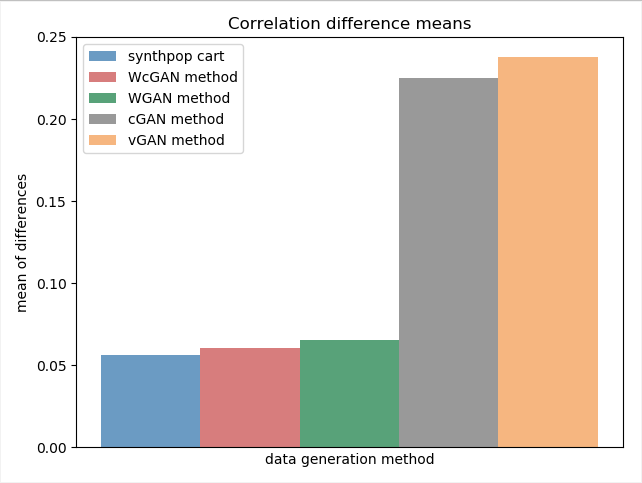 Correlation difference means
synthpop cart
WcGAN method
WGAN method
cGAN method
vGAN method
mean of differences
0.25
0.20
0.15
0.10
0.05
0.00
data generation method